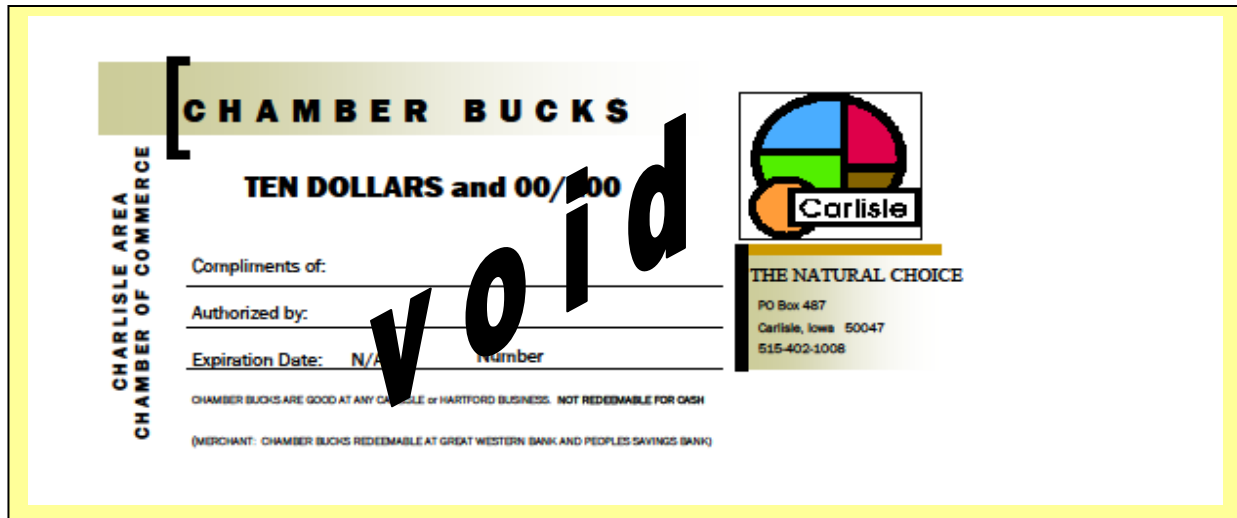 CHAMBER BUCKS
TEN DOLLARS and 00/100
void
Compliments of:
Authorized by:
Expiration Date: N/A Number
CHAMBER BUCKS ARE GOOD AT ANY CARLISLE or HARTFORD BUSINESS. NOT REDEEMABLE FOR CASH
(MERCHANT: CHAMBER BUCKS REDEEMABLE AT GREAT WESTERN BANK AND PEOPLES SAVINGS BANK)
CHARLISLE AREA
CHAMBER OF COMMERCE
Carlisle
THE NATURAL CHOICE
PO Box 487
Carlisle, Iowa 50047
515-402-1008